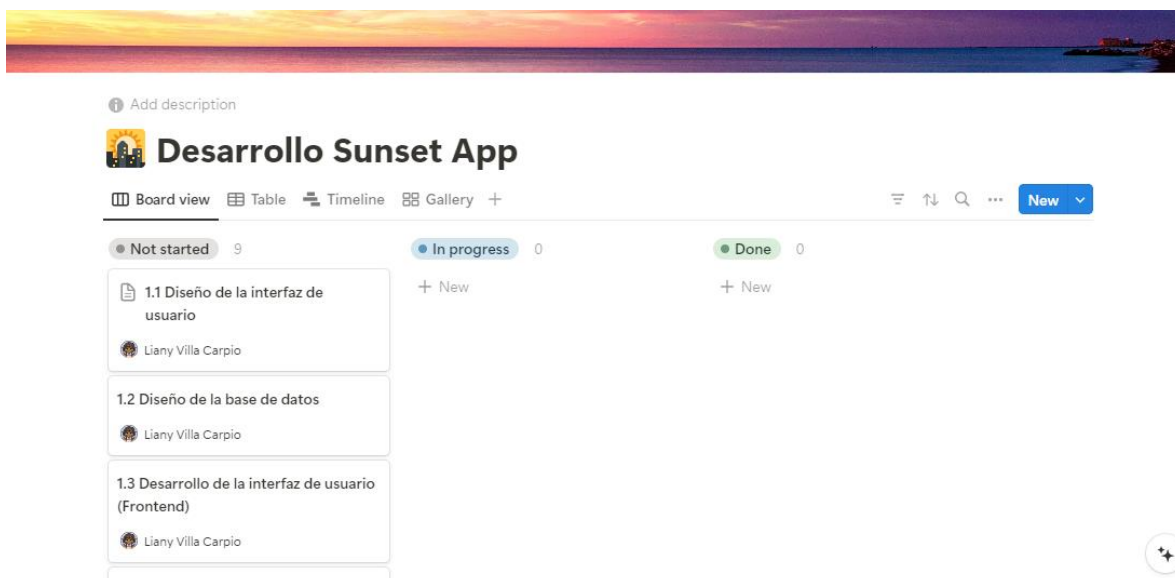 Add description
Desarrollo Sunset App
Board view Table Timeline Gallery
New
Not started 9
In progress 0
Done 0
1.1 Diseño de la interfaz de
usuario
Liany Villa Carpio
+ New
+ New
1.2 Diseño de la base de datos
Liany Villa Carpio
1.3 Desarrollo de la interfaz de usuario
(Frontend)
Liany Villa Carpio